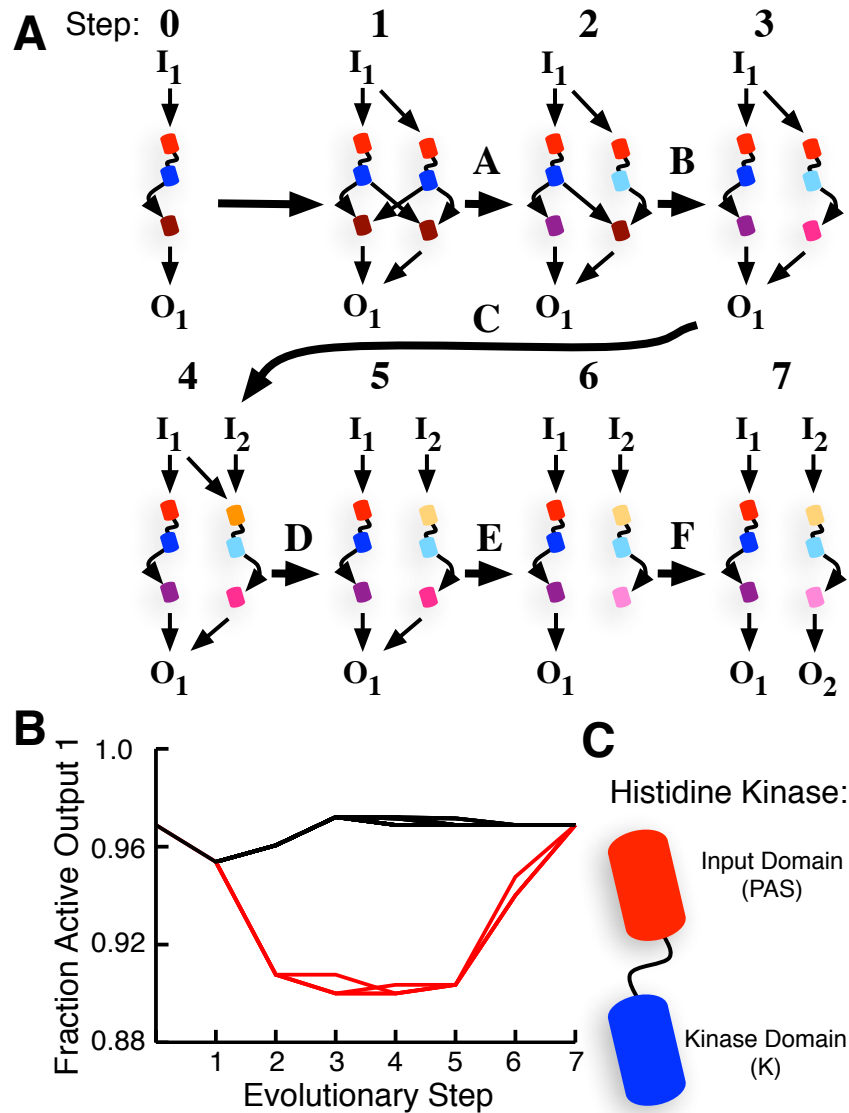 A Step: 0 1 2 3
I1 I1 I1 I1
A B
O1 O1 O1 O1
C
4 5 6 7
I1 I2 I1 I2 I1 I2 I1 I2
D E F
O1 O1 O1 O1 O2
B
Fraction Active Output 1
1.0
0.96
0.92
0.88
1 2 3 4 5 6 7
Evolutionary Step
C
Histidine Kinase:
Input Domain
(PAS)
Kinase Domain
(K)